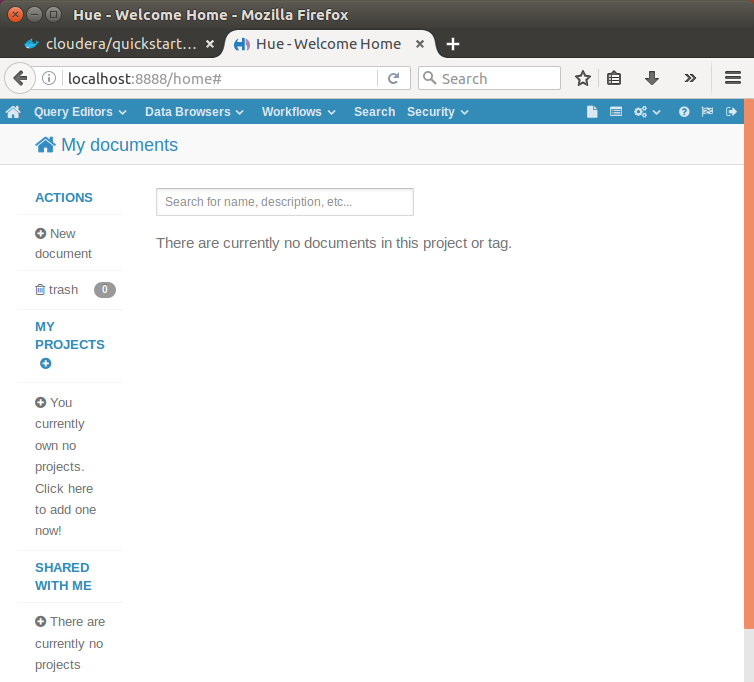 Hue - Welcome Home - Mozilla Firefox
cloudera/quickstart... × Hue - Welcome Home ×
localhost:8888/home# Search
Query Editors Data Browsers Workflows Search Security
My documents
ACTIONS
Search for name, description, etc...
New
document
There are currently no documents in this project or tag.
trash 0
MY
PROJECTS
You
currently
own no
projects.
Click here
to add one
now!
SHARED
WITH ME
There are
currently no
projects